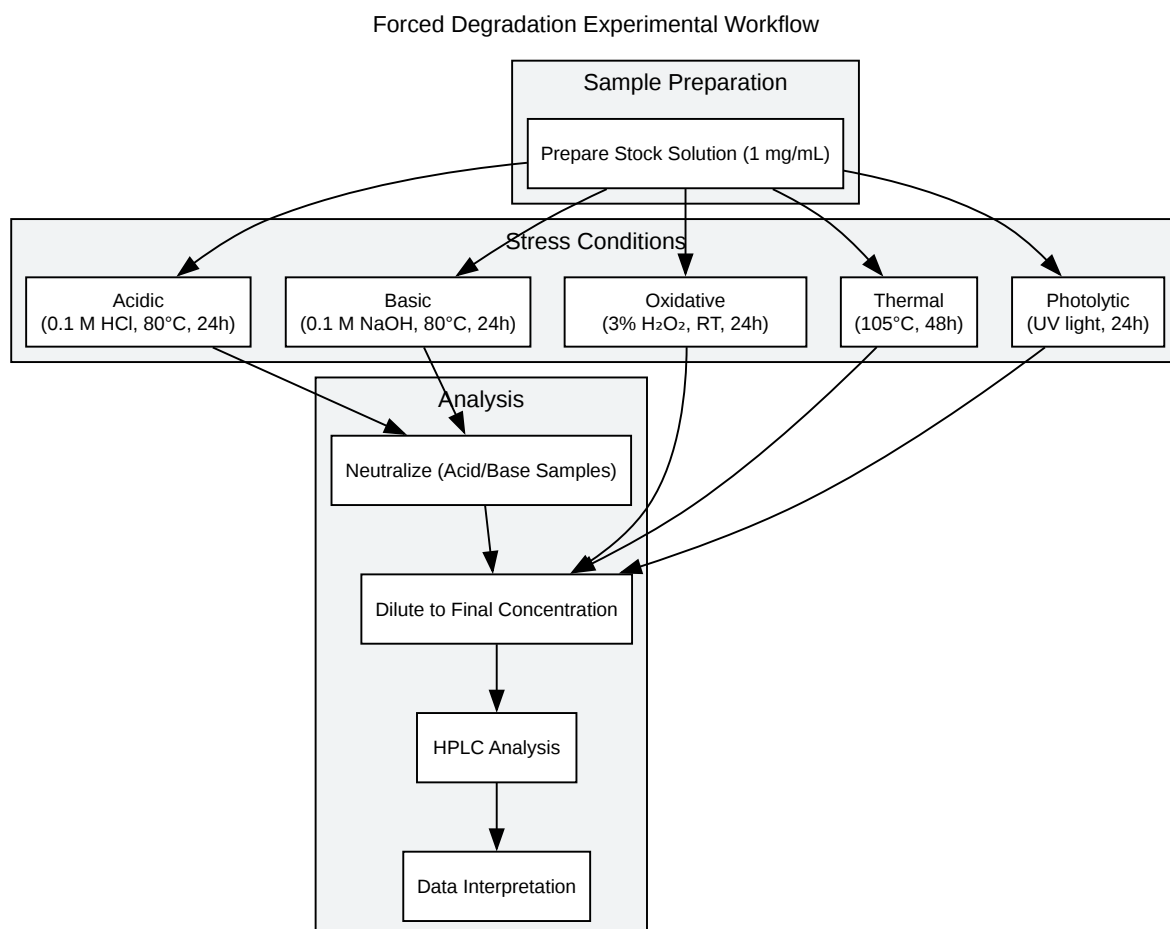 Forced Degradation Experimental Workflow
Sample Preparation
Prepare Stock Solution (1 mg/mL)
Stress Conditions
Acidic
(0.1 M HCl, 80°C, 24h)
Basic
(0.1 M NaOH, 80°C, 24h)
Oxidative
(3% H₂O₂, RT, 24h)
Thermal
(105°C, 48h)
Photolytic
(UV light, 24h)
Analysis
Neutralize (Acid/Base Samples)
Dilute to Final Concentration
HPLC Analysis
Data Interpretation